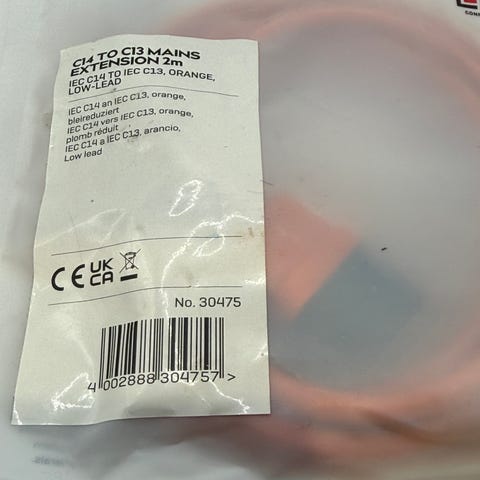 C14 TO C13 MAINS
EXTENSION 2m
IEC C14 TO IEC C13, ORANGE,
LOW-LEAD
IEC C14 an IEC C13, orange,
bleireduziert
IEC C14 vers IEC C13, orange,
plomb réduit
IEC C14 a IEC C13, arancio,
Low lead
CE UK
CA
No. 30475
4 002888 304757 >